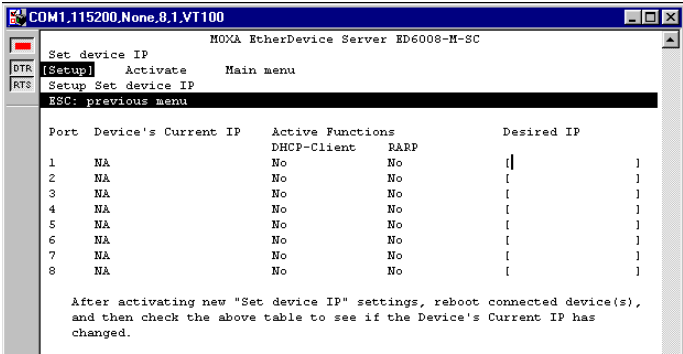 COM1,115200,None,8,1,VT100
MOXA EtherDevice Server ED6008-M-SC
Set device IP
[Setup] Activate Main menu
Setup Set device IP
ESC: previous menu
Port Device's Current IP Active Functions Desired IP
DHCP-Client RARP
1 NA No No [ ]
2 NA No No [ ]
3 NA No No [ ]
4 NA No No [ ]
5 NA No No [ ]
6 NA No No [ ]
7 NA No No [ ]
8 NA No No [ ]
After activating new "Set device IP" settings, reboot connected device(s),
and then check the above table to see if the Device's Current IP has
changed.
DTR
RTS